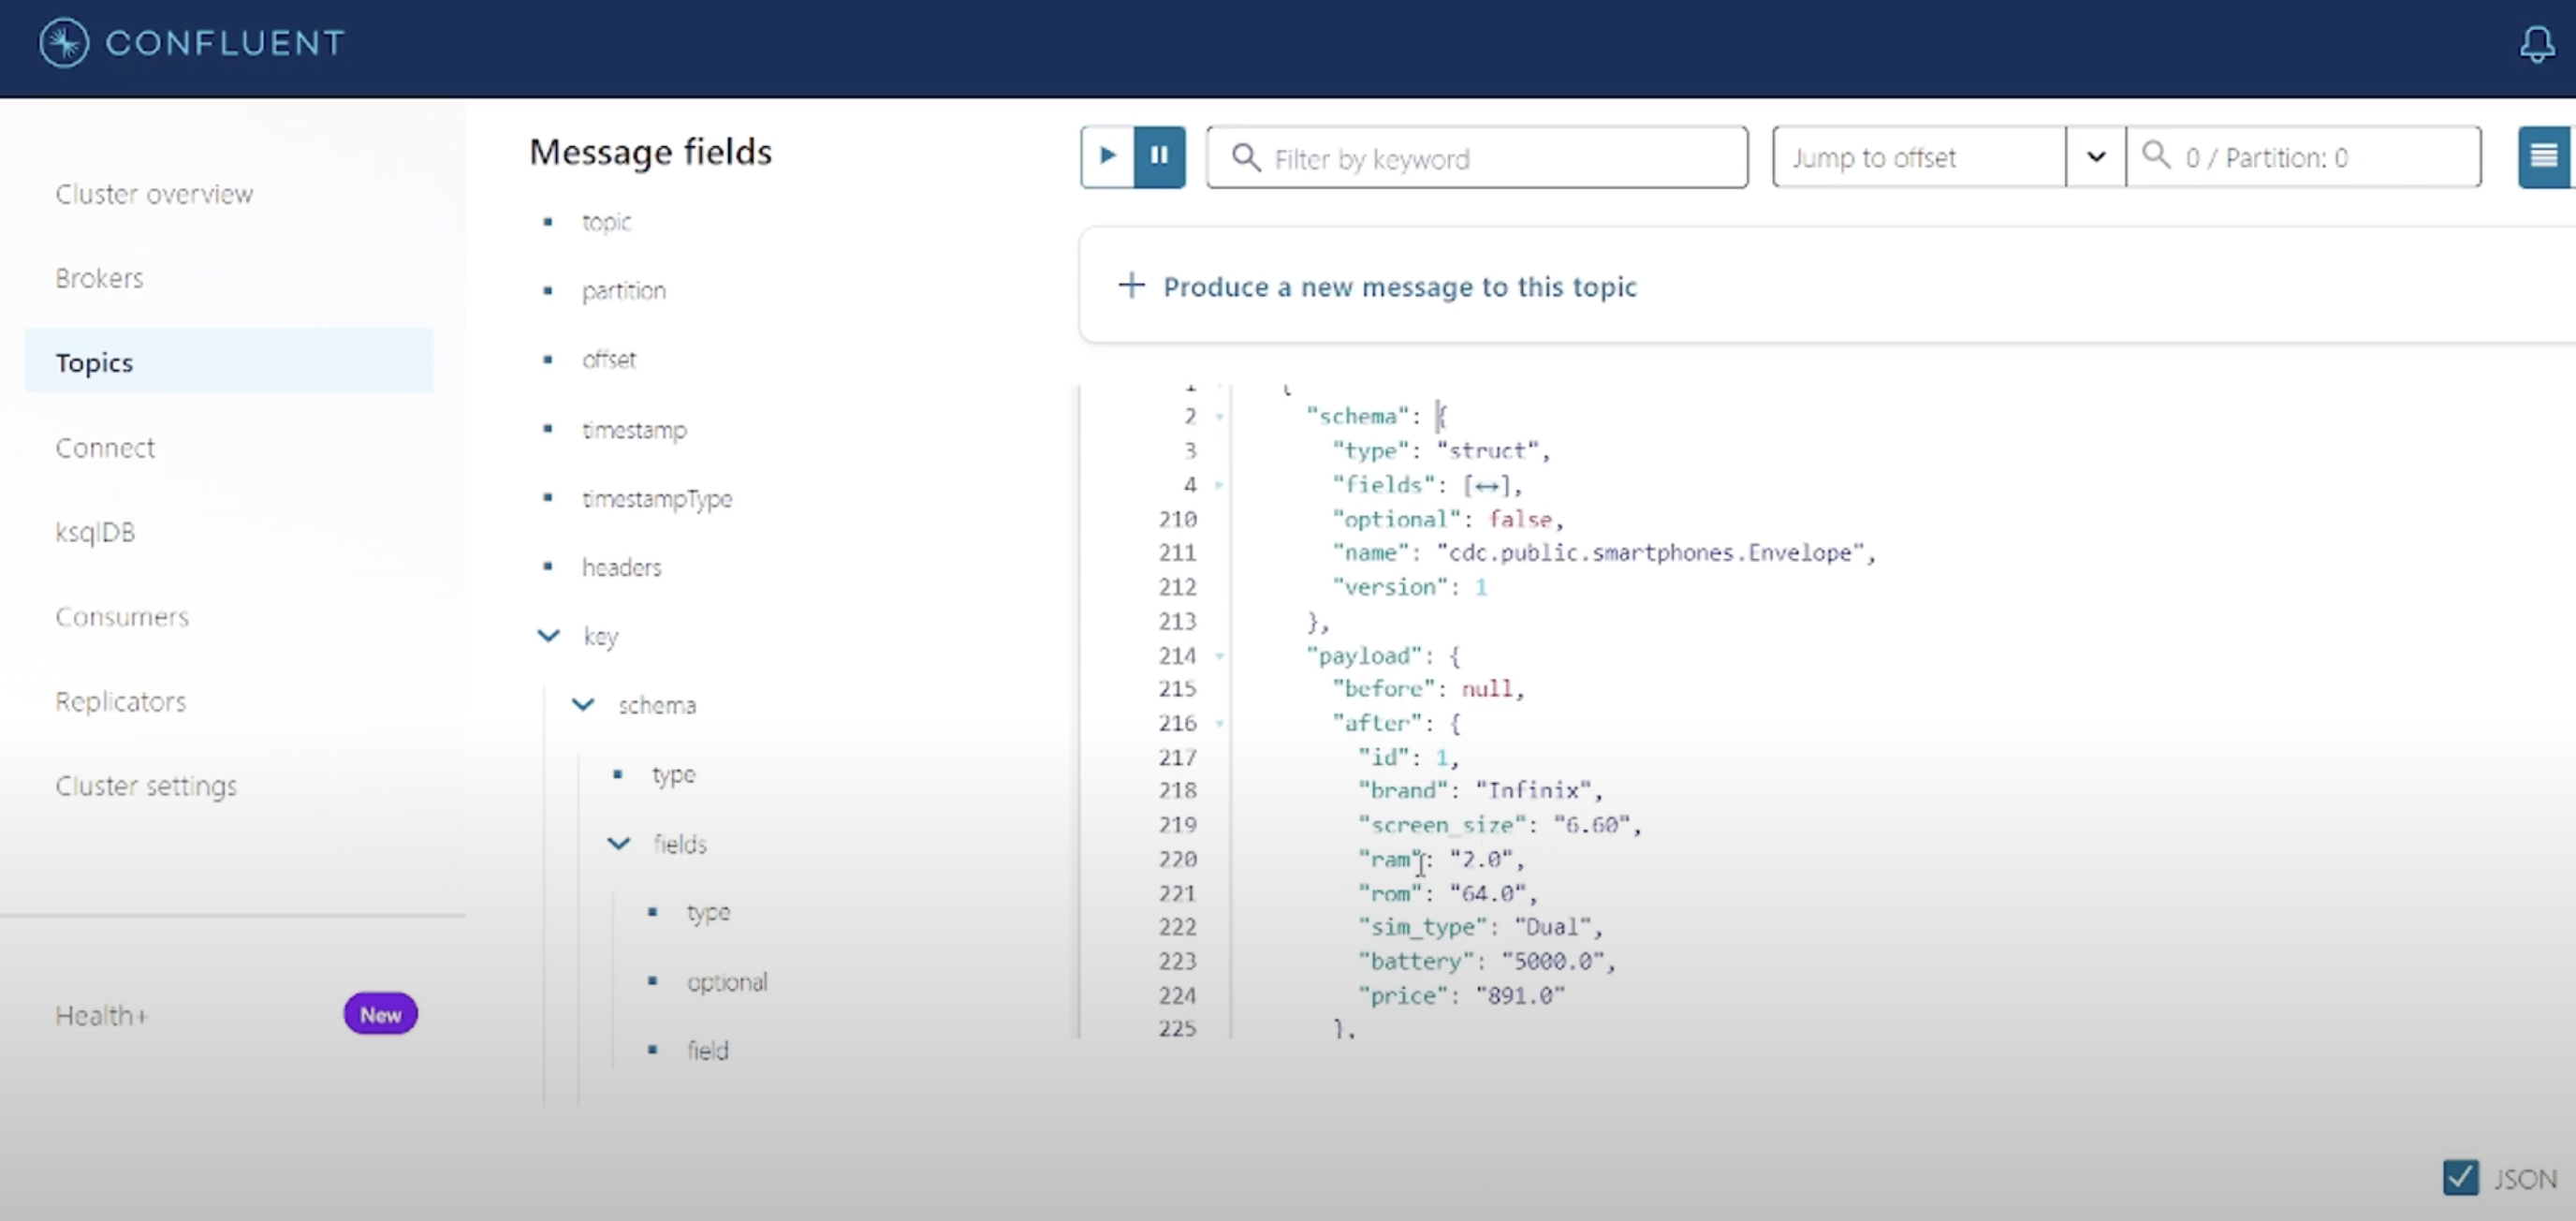 CONFLUENT
Cluster overview
Brokers
Topics
Connect
ksqlDB
Consumers
Replicators
Cluster settings
Health+
New
Message fields
topic
partition
offset
timestamp
timestampType
headers
key
schema
type
fields
type
optional
field
Filter by keyword
Jump to offset
0 / Partition: 0
+ Produce a new message to this topic
1 {
2 "schema": {
3 "type": "struct",
4 "fields": [↔],
210 "optional": false,
211 "name": "cdc.public.smartphones.Envelope",
212 "version": 1
213 },
214 "payload": {
215 "before": null,
216 "after": {
217 "id": 1,
218 "brand": "Infinix",
219 "screen_size": "6.60",
220 "ram": "2.0",
221 "rom": "64.0",
222 "sim_type": "Dual",
223 "battery": "5000.0",
224 "price": "891.0"
225 },
JSON